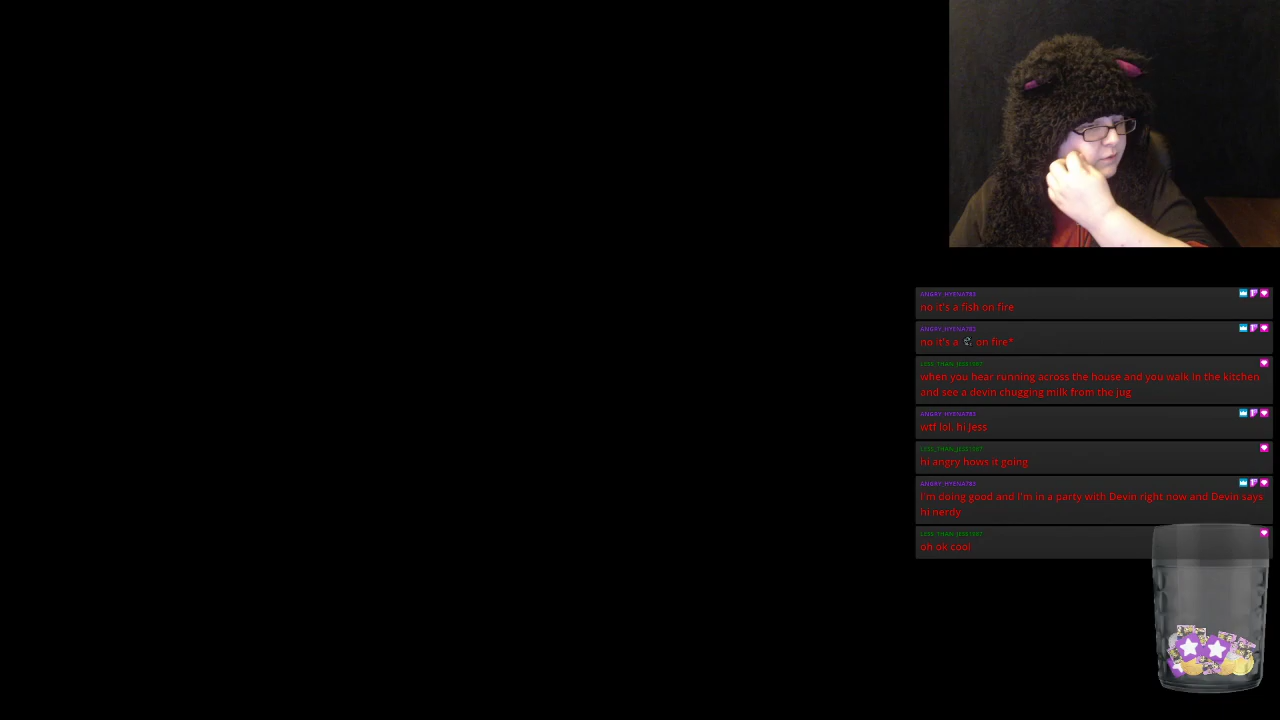 ANGRY_HYENA783
no it's a fish on fire
ANGRY_HYENA783
no it's a on fire*
LESS_THAN_JESS1987
when you hear running across the house and you walk in the kitchen
and see a devin chugging milk from the jug
ANGRY_HYENA783
wtf lol. hi Jess
hi angry hows it going
ANGRY_HYENA783
I'm doing good and I'm in a party with Devin right now and Devin says
hi nerdy
oh ok cool